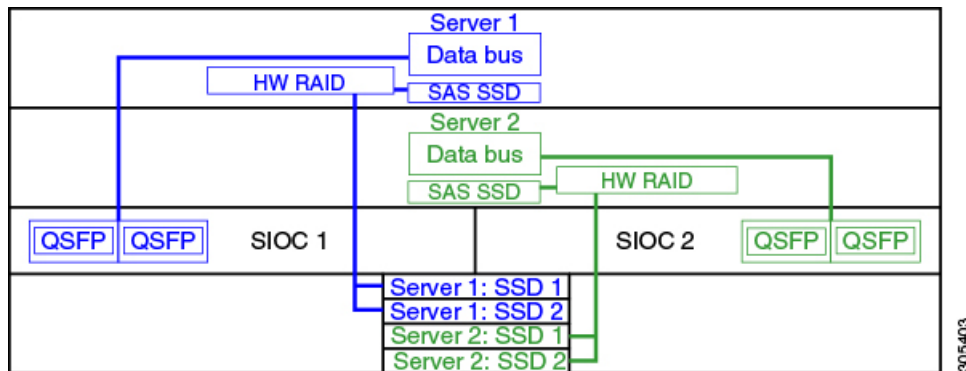 Server 1
Data bus
HW RAID
SAS SSD
Server 2
Data bus
SAS SSD
HW RAID
QSFP QSFP SIOC 1 SIOC 2 QSFP QSFP
Server 1: SSD 1
Server 1: SSD 2
Server 2: SSD 1
Server 2: SSD 2
305403